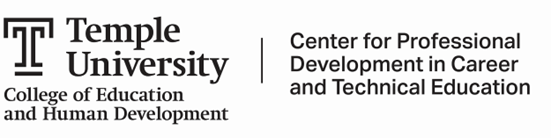 Temple
University
College of Education
and Human Development
Center for Professional
Development in Career
and Technical Education